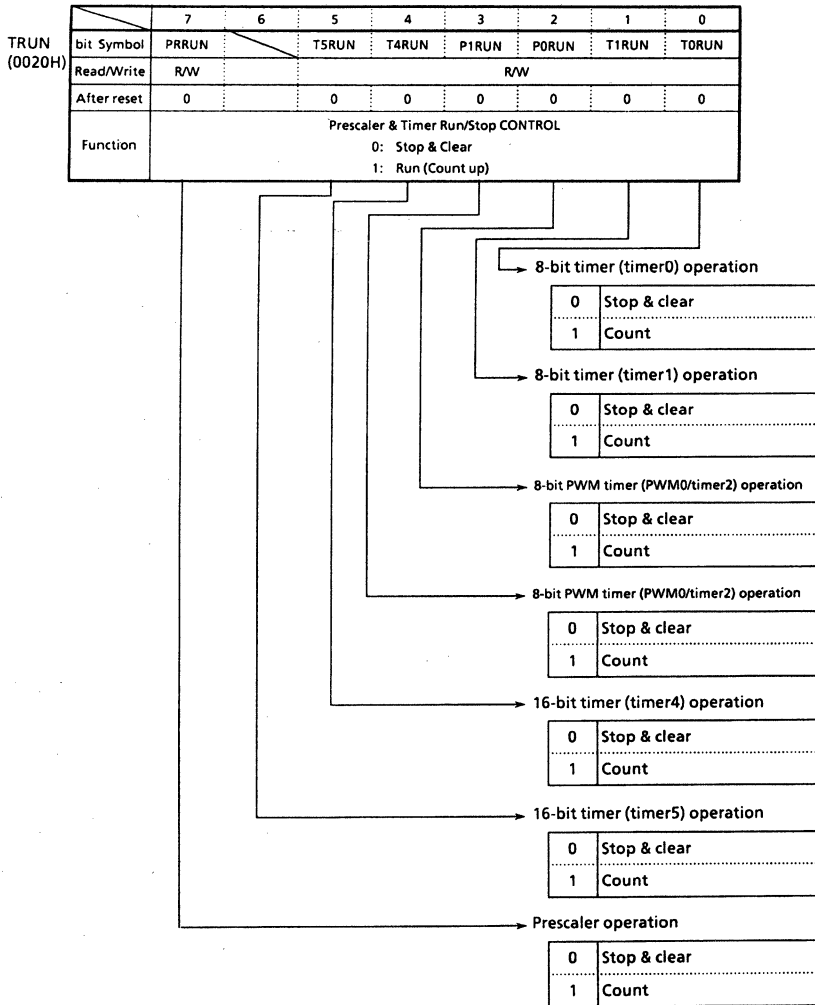 7 6 5 4 3 2 1 0
TRUN (0020H)
bit Symbol PRRUN T5RUN T4RUN P1RUN P0RUN T1RUN T0RUN
Read/Write R/W R/W
After reset 0 0 0 0 0 0 0
Function
Prescaler & Timer Run/Stop CONTROL
0: Stop & Clear
1: Run (Count up)
8-bit timer (timer0) operation
0 Stop & clear
1 Count
8-bit timer (timer1) operation
0 Stop & clear
1 Count
8-bit PWM timer (PWM0/timer2) operation
0 Stop & clear
1 Count
8-bit PWM timer (PWM0/timer2) operation
0 Stop & clear
1 Count
16-bit timer (timer4) operation
0 Stop & clear
1 Count
16-bit timer (timer5) operation
0 Stop & clear
1 Count
Prescaler operation
0 Stop & clear
1 Count